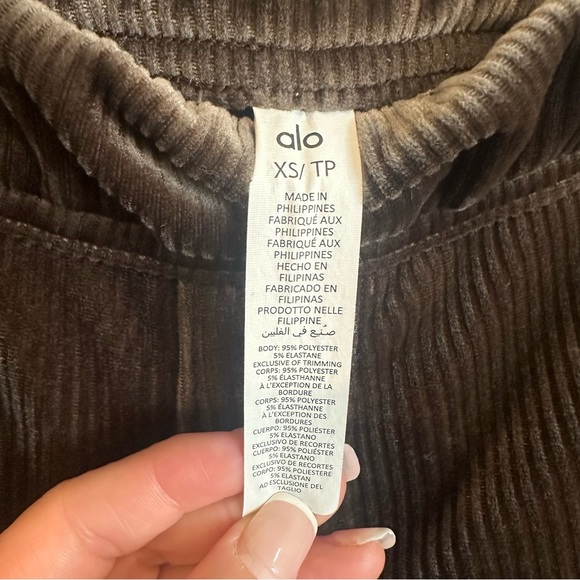 alo
XS/ TP
MADE IN
PHILIPPINES
FABRIQUÉ AUX
PHILIPPINES
FABRIQUÉ AUX
PHILIPPINES
HECHO EN
FILIPINAS
FABRICADO EN
FILIPINAS
PRODOTTO NELLE
FILIPPINE
صنع في الفلبين
BODY: 95% POLYESTER
5% ELASTANE
EXCLUSIVE OF TRIMMING
CORPS: 95% POLYESTER
5% ÉLASTHANNE
À L'EXCEPTION DE LA
BORDURE
CORPS: 95% POLYESTER
5% ÉLASTHANNE
À L'EXCEPTION DES
BORDURES
CUERPO: 95% POLIÉSTER
5% ELASTANO
EXCLUSIVO DE RECORTES
CUERPO: 95% POLIÉSTER
5% ELASTANO
EXCLUSIVO DE RECORTES
CORPO: 95% POLIESTERE
5% ELASTAN
AD ESCLUSIONE DEL
TAGLIO